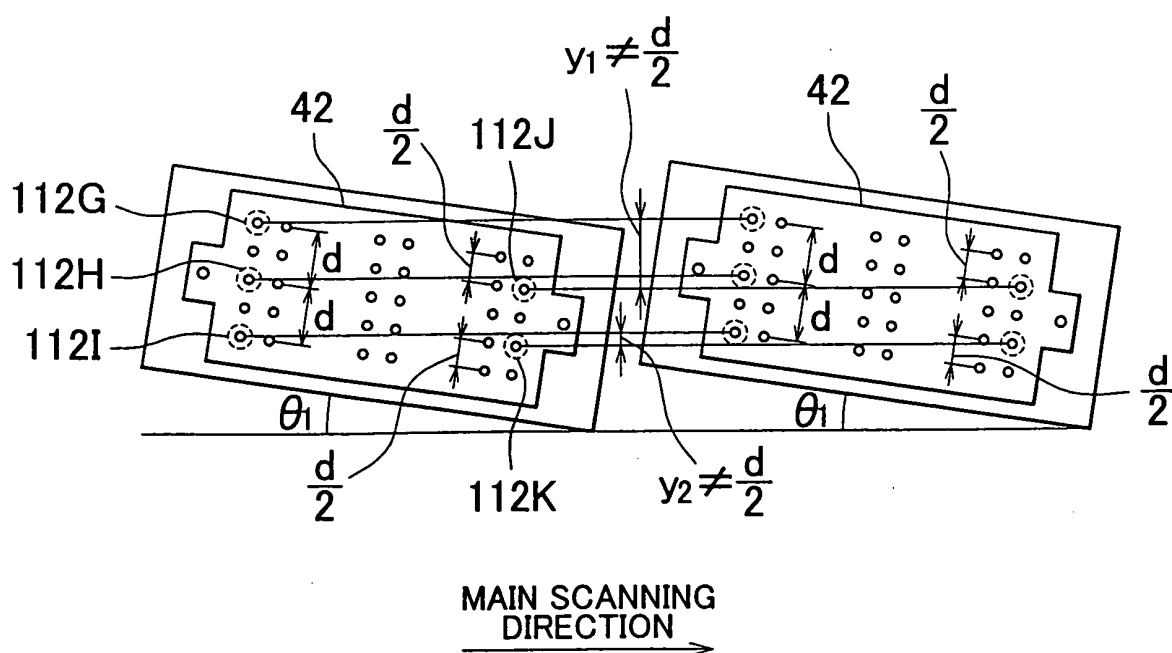 y₁≠d/2
42
d/2
112J
42
d/2
112G
112H
112I
d
d
d
d
θ₁
θ₁
d/2
112K
y₂≠d/2
d/2
MAIN SCANNING
DIRECTION